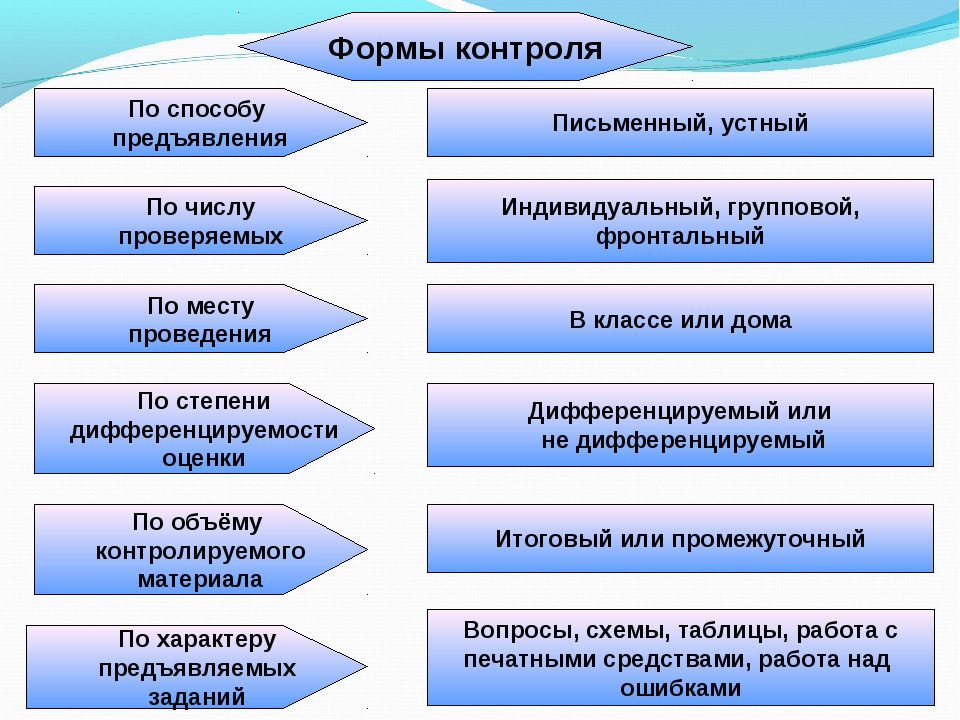 Формы контроля
По способу
предъявления
Письменный, устный
По числу
проверяемых
Индивидуальный, групповой,
фронтальный
По месту
проведения
В классе или дома
По степени
дифференцируемости
оценки
Дифференцируемый или
не дифференцируемый
По объёму
контролируемого
материала
Итоговый или промежуточный
По характеру
предъявляемых
заданий
Вопросы, схемы, таблицы, работа с
печатными средствами, работа над
ошибками